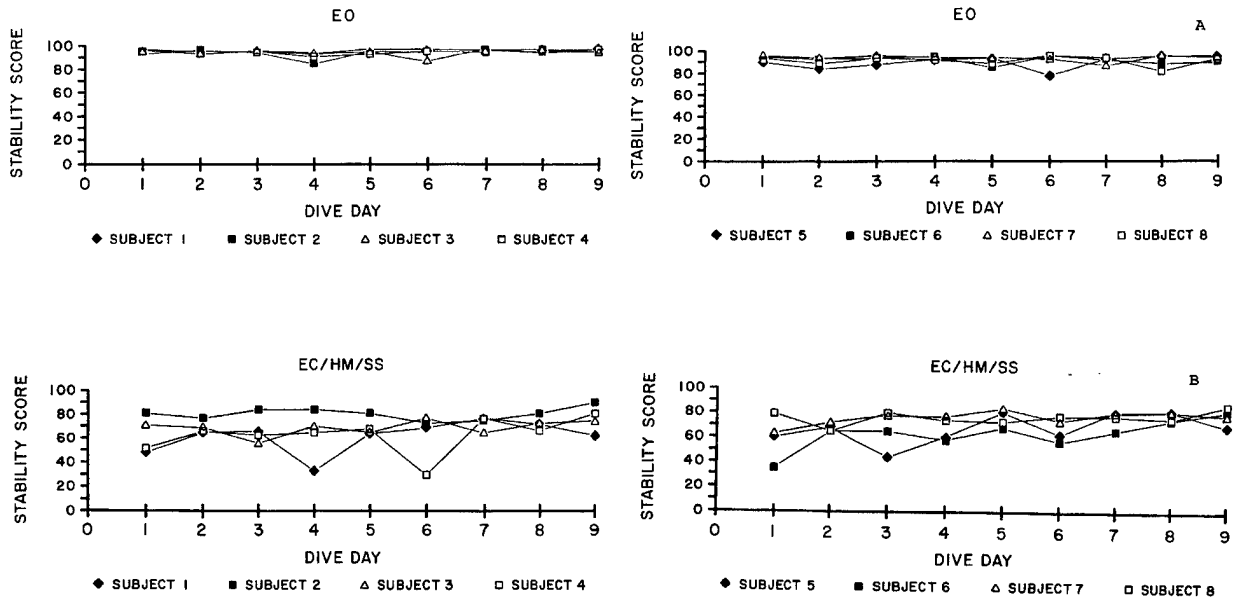 EO
STABILITY SCORE
100
80
60
40
20
0
0 1 2 3 4 5 6 7 8 9
DIVE DAY
◆ SUBJECT 1 ■ SUBJECT 2 △ SUBJECT 3 □ SUBJECT 4
EO
A
STABILITY SCORE
100
80
60
40
20
0
0 1 2 3 4 5 6 7 8 9
DIVE DAY
◆ SUBJECT 5 ■ SUBJECT 6 △ SUBJECT 7 □ SUBJECT 8
EC/HM/SS
STABILITY SCORE
100
80
60
40
20
0
0 1 2 3 4 5 6 7 8 9
DIVE DAY
◆ SUBJECT 1 ■ SUBJECT 2 △ SUBJECT 3 □ SUBJECT 4
EC/HM/SS
B
STABILITY SCORE
100
80
60
40
20
0
0 1 2 3 4 5 6 7 8 9
DIVE DAY
◆ SUBJECT 5 ■ SUBJECT 6 △ SUBJECT 7 □ SUBJECT 8